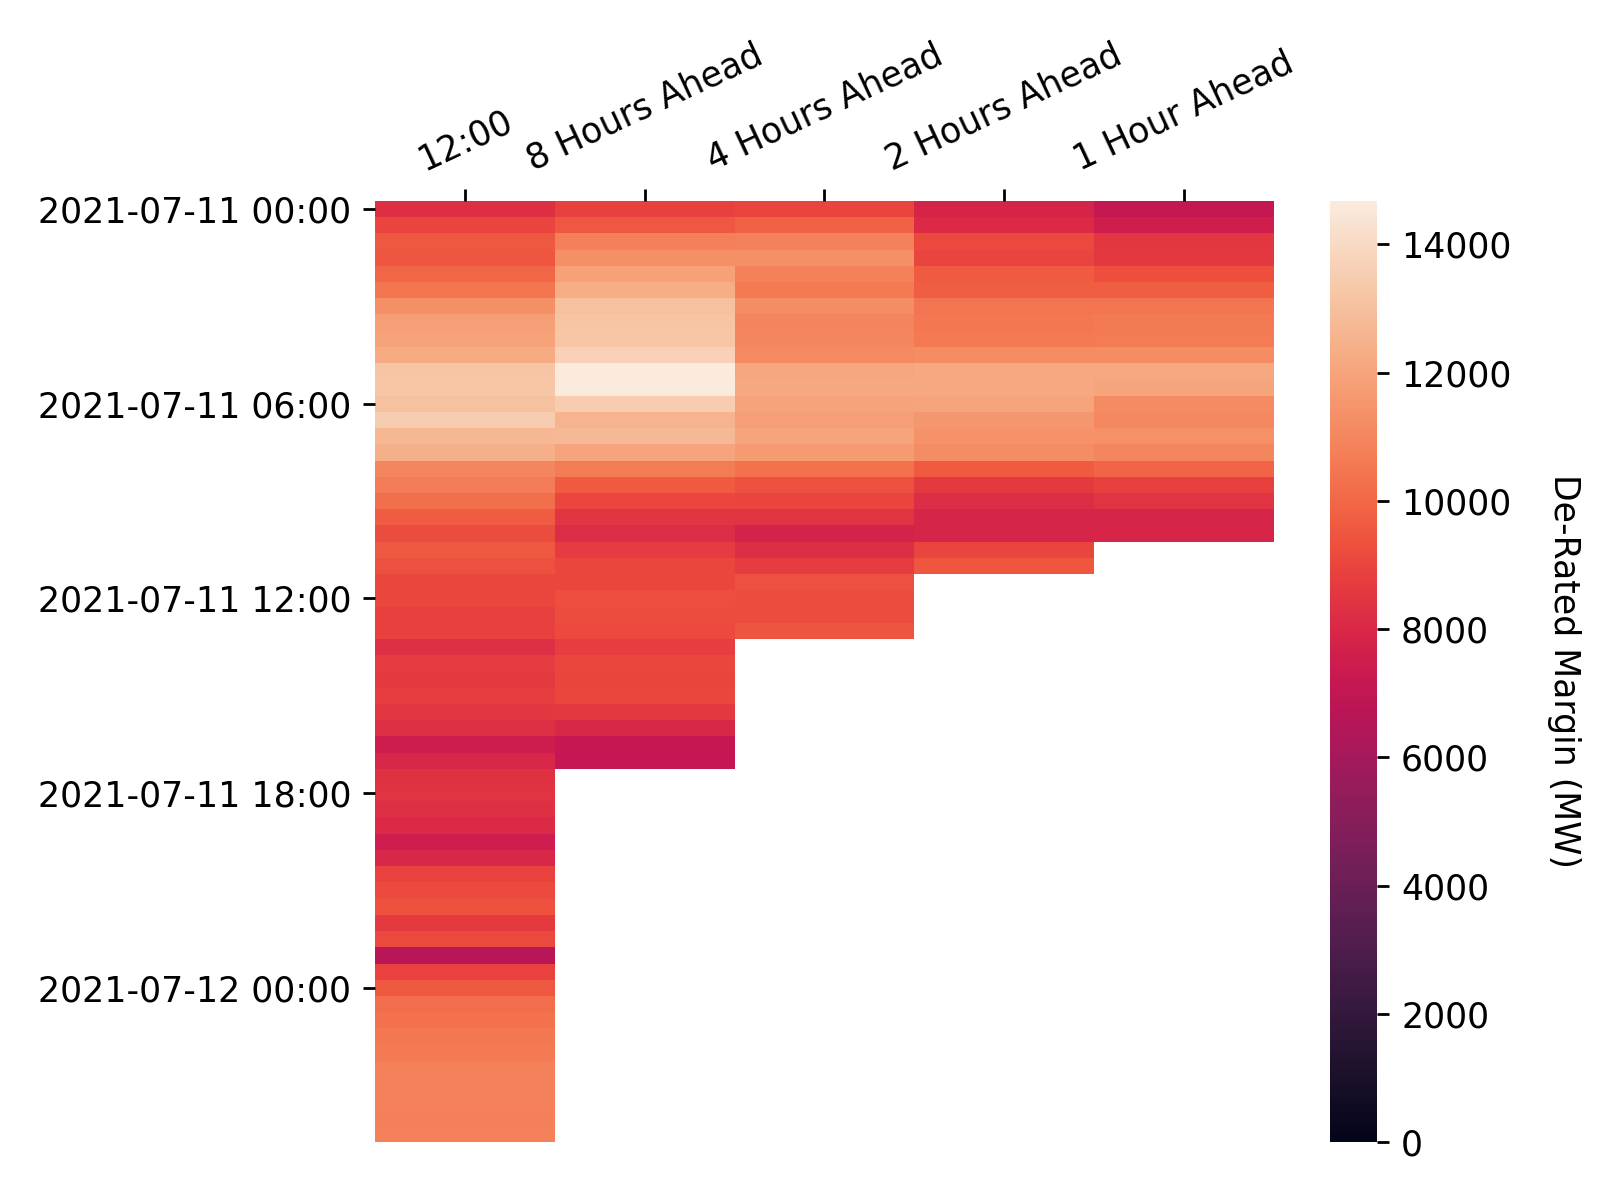 12:00
8 Hours Ahead
4 Hours Ahead
2 Hours Ahead
1 Hour Ahead
2021-07-11 00:00
2021-07-11 06:00
2021-07-11 12:00
2021-07-11 18:00
2021-07-12 00:00
14000
12000
10000
8000
6000
4000
2000
0
De-Rated Margin (MW)